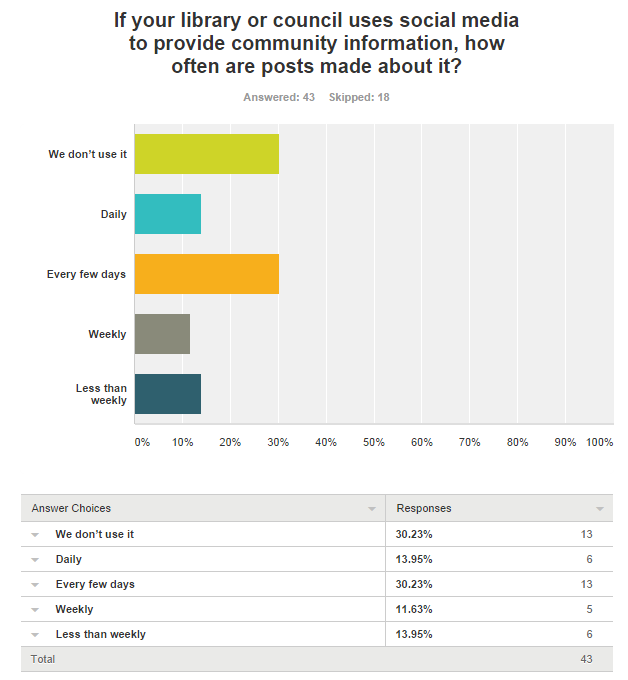 If your library or council uses social media
to provide community information, how
often are posts made about it?
Answered: 43 Skipped: 18
We don’t use it
Daily
Every few days
Weekly
Less than
weekly
0% 10% 20% 30% 40% 50% 60% 70% 80% 90% 100%
Answer Choices Responses
We don’t use it 30.23% 13
Daily 13.95% 6
Every few days 30.23% 13
Weekly 11.63% 5
Less than weekly 13.95% 6
Total 43